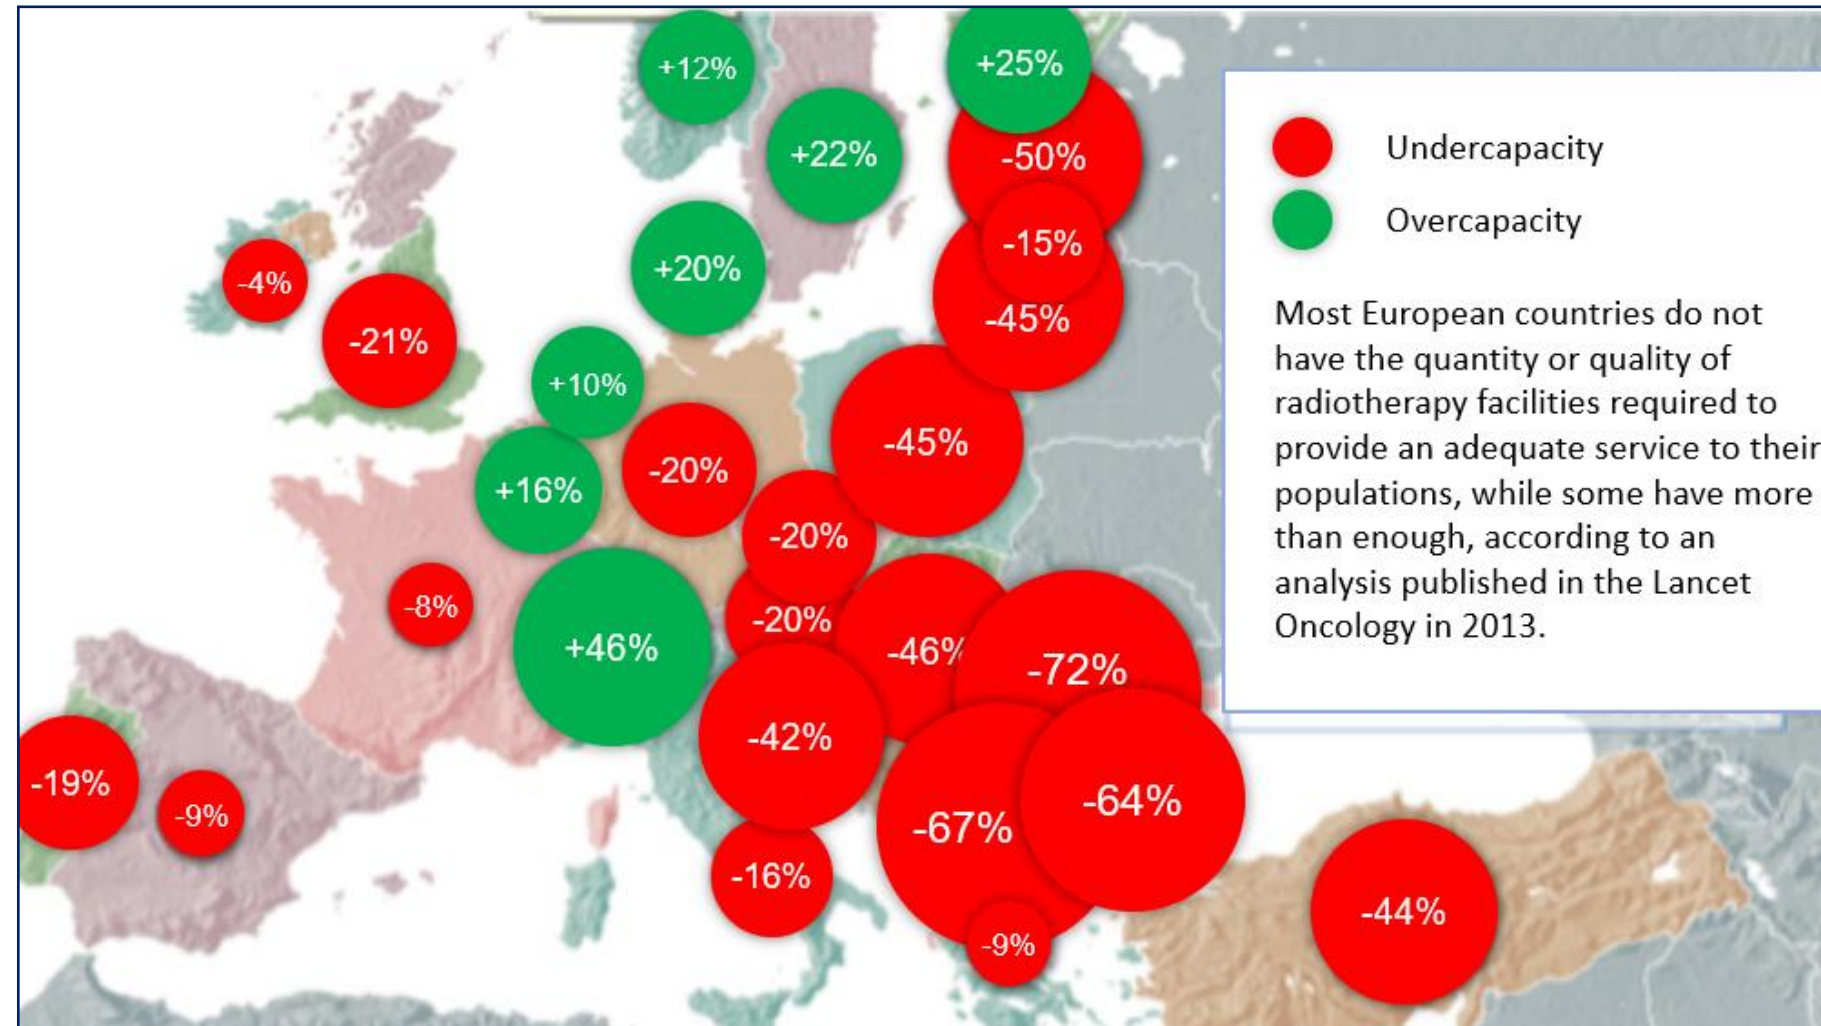 +12%
+25%
+22%
-50%
-15%
-4%
+20%
-45%
-21%
+10%
-45%
-20%
+16%
-20%
-8%
-20%
+46%
-46%
-72%
-42%
-19%
-9%
-67%
-64%
-16%
-9%
-44%
Undercapacity
Overcapacity
Most European countries do not
have the quantity or quality of
radiotherapy facilities required to
provide an adequate service to their
populations, while some have more
than enough, according to an
analysis published in the Lancet
Oncology in 2013.